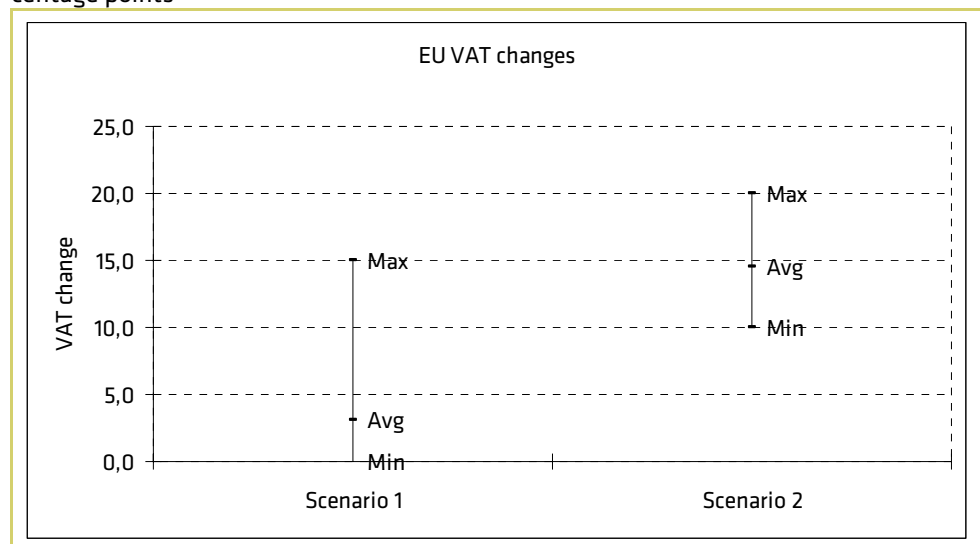 centage points
EU VAT changes
25,0
20,0
15,0
10,0
5,0
0,0
VAT change
Max
Avg
Min
Max
Avg
Min
Scenario 1
Scenario 2